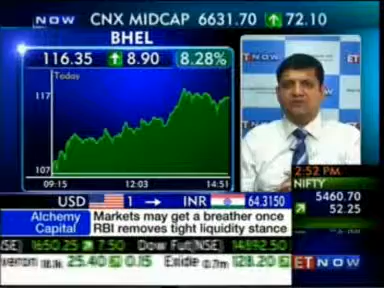 NOW CNX MIDCAP 6631.70 72.10
BHEL
116.35 8.90 8.28%
Today
117
107
09:15 12:03 14:51
ET NOW
2:52 PM
NIFTY
5460.70
52.25
USD 1 → INR 64.3150
Alchemy
Capital
Markets may get a breather once
RBI removes tight liquidity stance
NSE) 1650.25 7.50 Dow Fut(NSE) 14892.50
25.40 0.15 Exide 0.7m 128.20
ET NOW